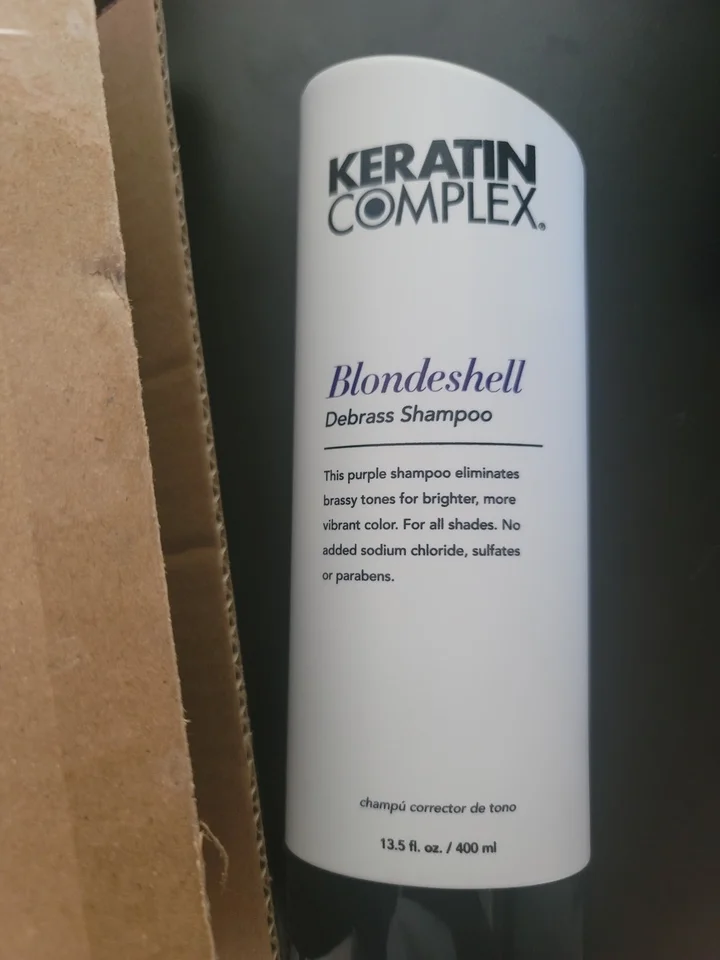 KERATIN
COMPLEX®
Blondeshell
Debrass Shampoo
This purple shampoo eliminates
brassy tones for brighter, more
vibrant color. For all shades. No
added sodium chloride, sulfates
or parabens.
champú corrector de tono
13.5 fl. oz. / 400 ml